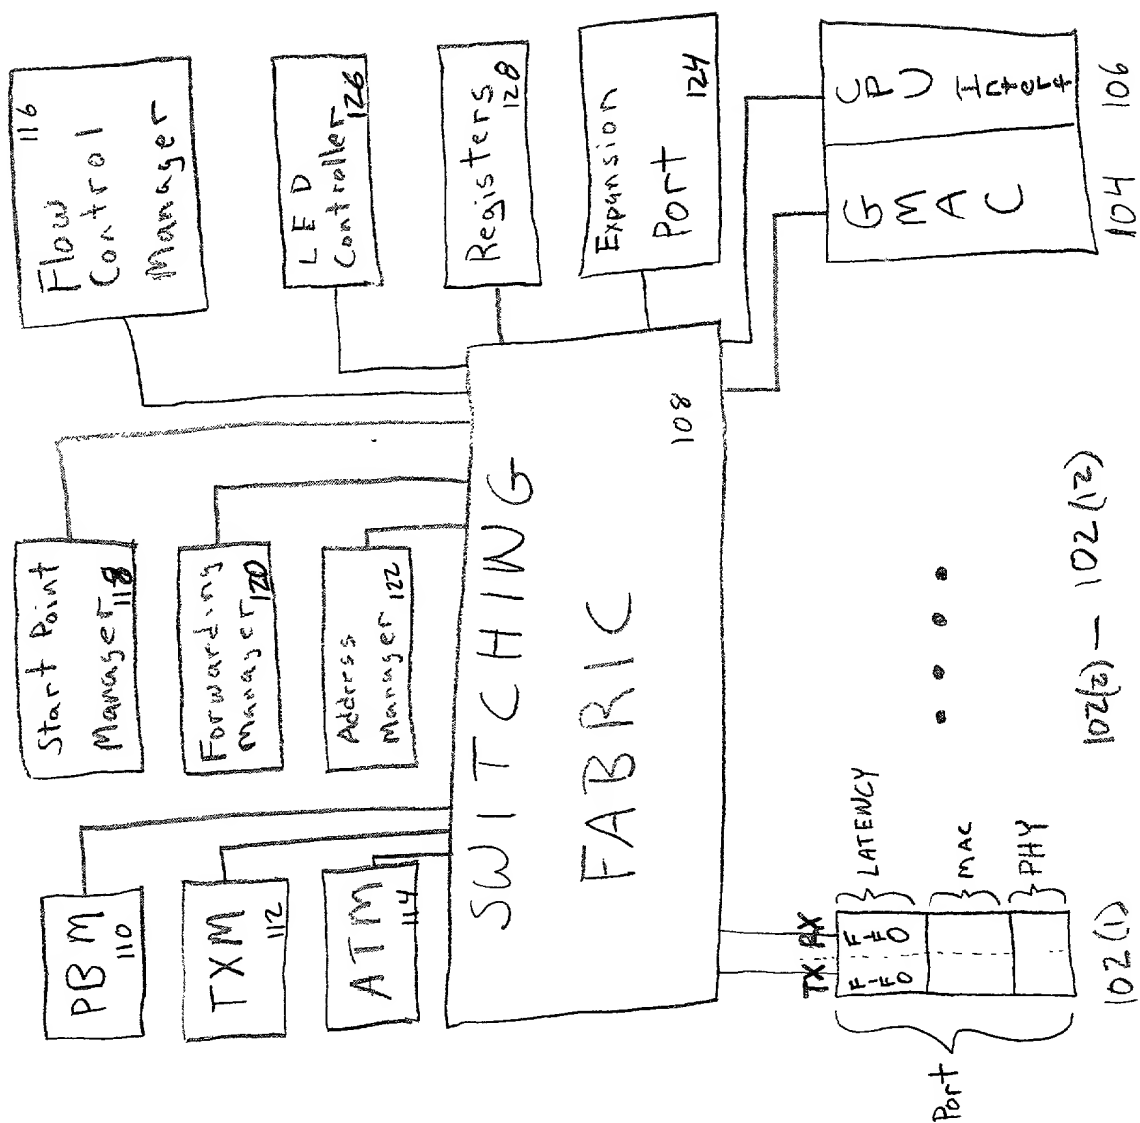 PBM
110
TXM
112
ATM
114
Start Point
Manager
118
Forwarding
Manager
120
Address
Manager
122
Flow
Control
Manager
116
LED
Controller
126
Registers
128
Expansion
Port
124
SWITCHING
FABRIC
108
GMAC
104
CPU
106
TX RX
FIFO FIFO
LATENCY
MAC
PHY
Port
102(1)
102(2) — 102(12)